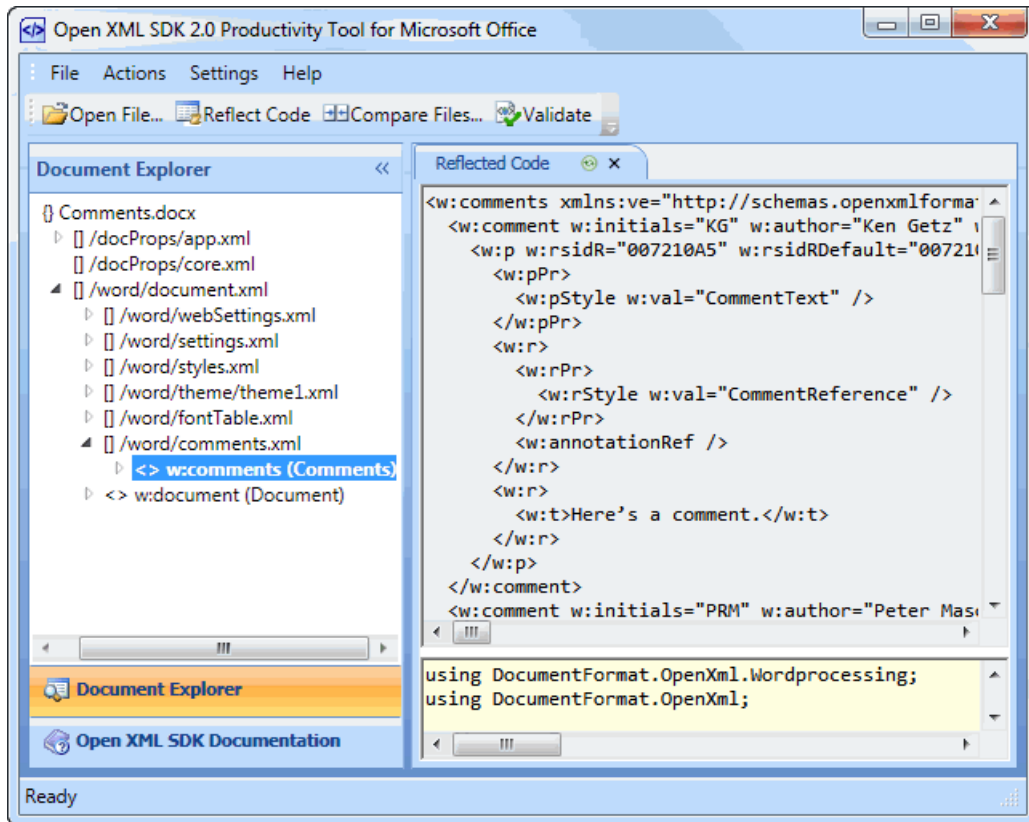 Open XML SDK 2.0 Productivity Tool for Microsoft Office
File Actions Settings Help
Open File... Reflect Code Compare Files... Validate
Document Explorer
{} Comments.docx
[] /docProps/app.xml
[] /docProps/core.xml
[] /word/document.xml
[] /word/webSettings.xml
[] /word/settings.xml
[] /word/styles.xml
[] /word/theme/theme1.xml
[] /word/fontTable.xml
[] /word/comments.xml
<> w:comments (Comments)
<> w:document (Document)
Document Explorer
Open XML SDK Documentation
Reflected Code
<w:comments xmlns:ve="http://schemas.openxmlforma
<w:comment w:initials="KG" w:author="Ken Getz"
<w:p w:rsidR="007210A5" w:rsidRDefault="00721
<w:pPr>
<w:pStyle w:val="CommentText" />
</w:pPr>
<w:r>
<w:rPr>
<w:rStyle w:val="CommentReference" />
</w:rPr>
<w:annotationRef />
</w:r>
<w:r>
<w:t>Here’s a comment.</w:t>
</w:r>
</w:p>
</w:comment>
<w:comment w:initials="PRM" w:author="Peter Mas
using DocumentFormat.OpenXml.Wordprocessing;
using DocumentFormat.OpenXml;
Ready